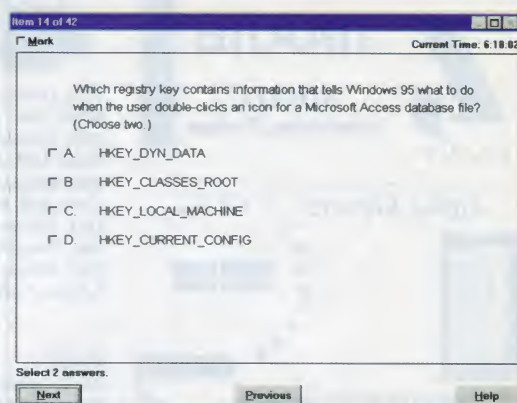 Item 14 of 42
Mark
Current Time: 6:18:02
Which registry key contains information that tells Windows 95 what to do
when the user double-clicks an icon for a Microsoft Access database file?
(Choose two.)
A. HKEY_DYN_DATA
B HKEY_CLASSES_ROOT
C. HKEY_LOCAL_MACHINE
D. HKEY_CURRENT_CONFIG
Select 2 answers.
Next Previous Help